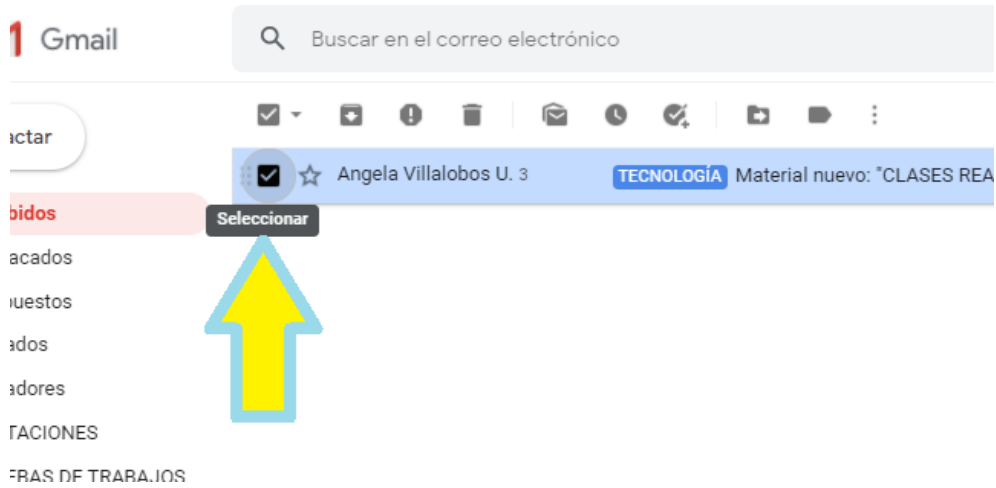 Gmail
Buscar en el correo electrónico
actar
Angela Villalobos U. 3 TECNOLOGÍA Material nuevo: "CLASES REA
bidos
Seleccionar
acados
puestos
ados
adores
TACIONES
EBAS DE TRABAJOS